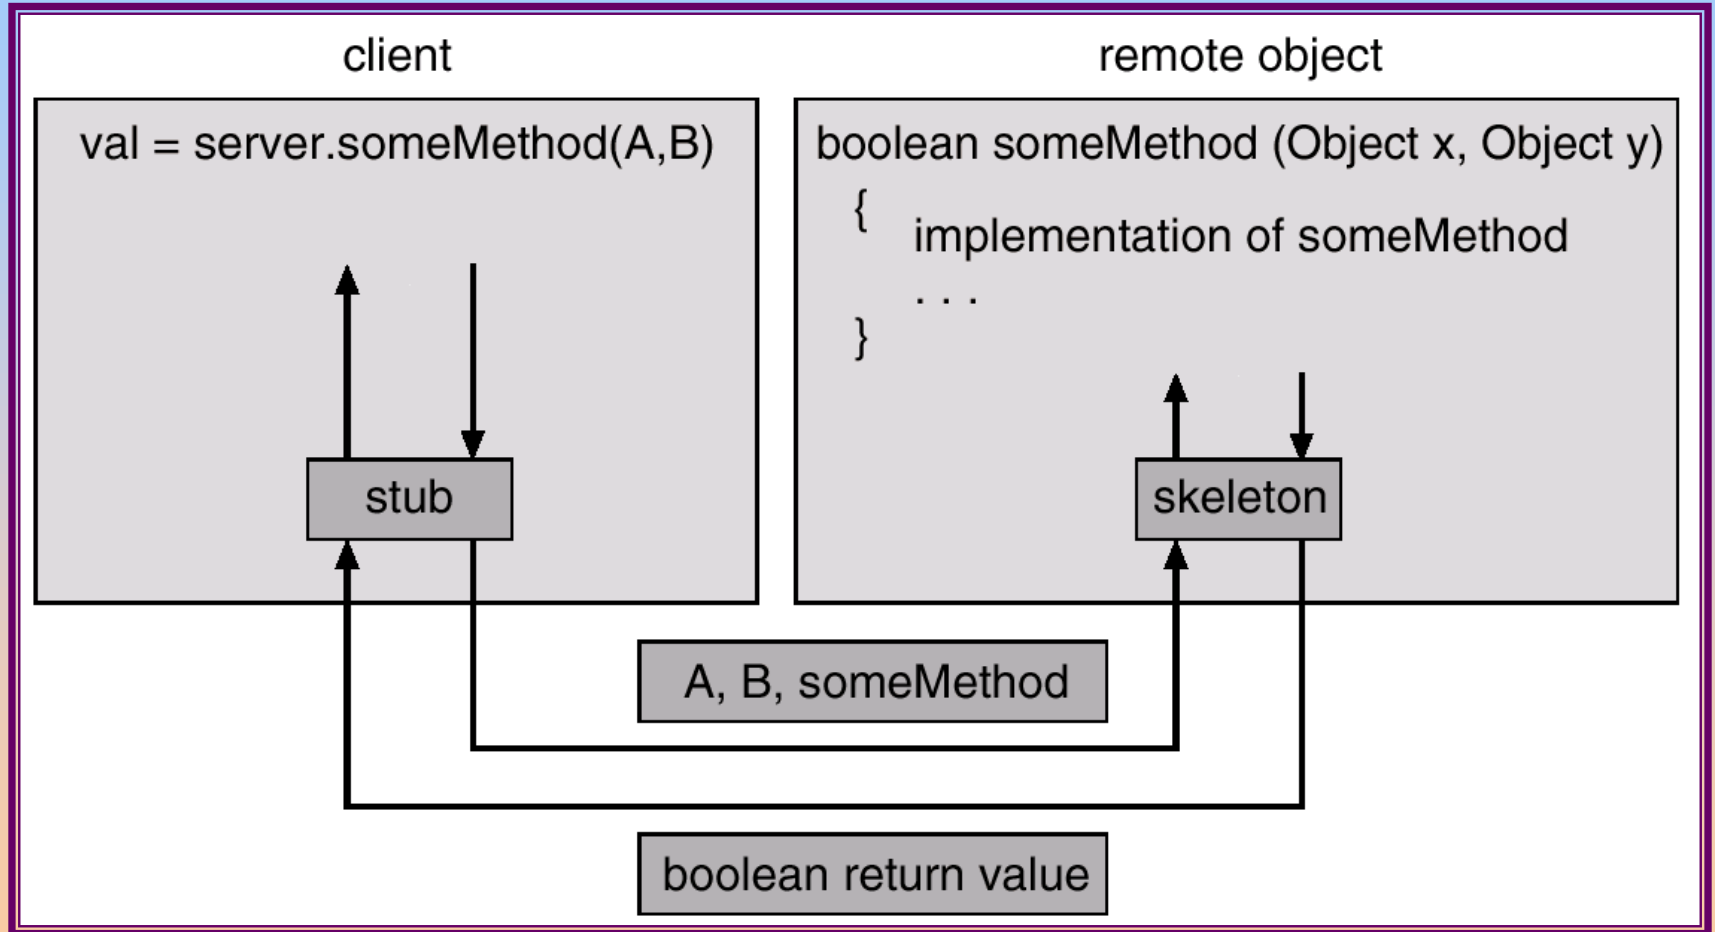 client
val = server.someMethod(A,B)
stub
remote object
boolean someMethod (Object x, Object y)
{
implementation of someMethod
. . .
}
skeleton
A, B, someMethod
boolean return value